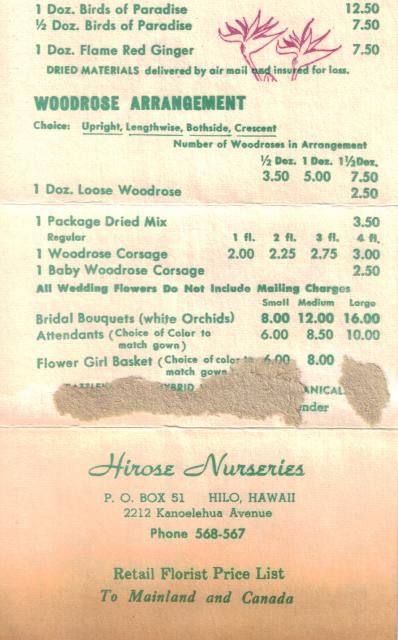 1 Doz. Birds of Paradise 12.50
½ Doz. Birds of Paradise 7.50
1 Doz. Flame Red Ginger 7.50
DRIED MATERIALS delivered by air mail and insured for loss.
WOODROSE ARRANGEMENT
Choice: Upright, Lengthwise, Bothside, Crescent
Number of Woodroses in Arrangement
½ Doz. 1 Doz. 1½Doz.
3.50 5.00 7.50
1 Doz. Loose Woodrose 2.50
1 Package Dried Mix 3.50
Regular 1 fl. 2 fl. 3 fl. 4 fl.
1 Woodrose Corsage 2.00 2.25 2.75 3.00
1 Baby Woodrose Corsage 2.50
All Wedding Flowers Do Not Include Mailing Charges
Small Medium Large
Bridal Bouquets (white Orchids) 8.00 12.00 16.00
Attendants (Choice of Color to 6.00 8.50 10.00
match gown)
Flower Girl Basket (Choice of color to 6.00 8.00
match gown)
Hirose Nurseries
P. O. BOX 51 HILO, HAWAII
2212 Kanoelehua Avenue
Phone 568-567
Retail Florist Price List
To Mainland and Canada